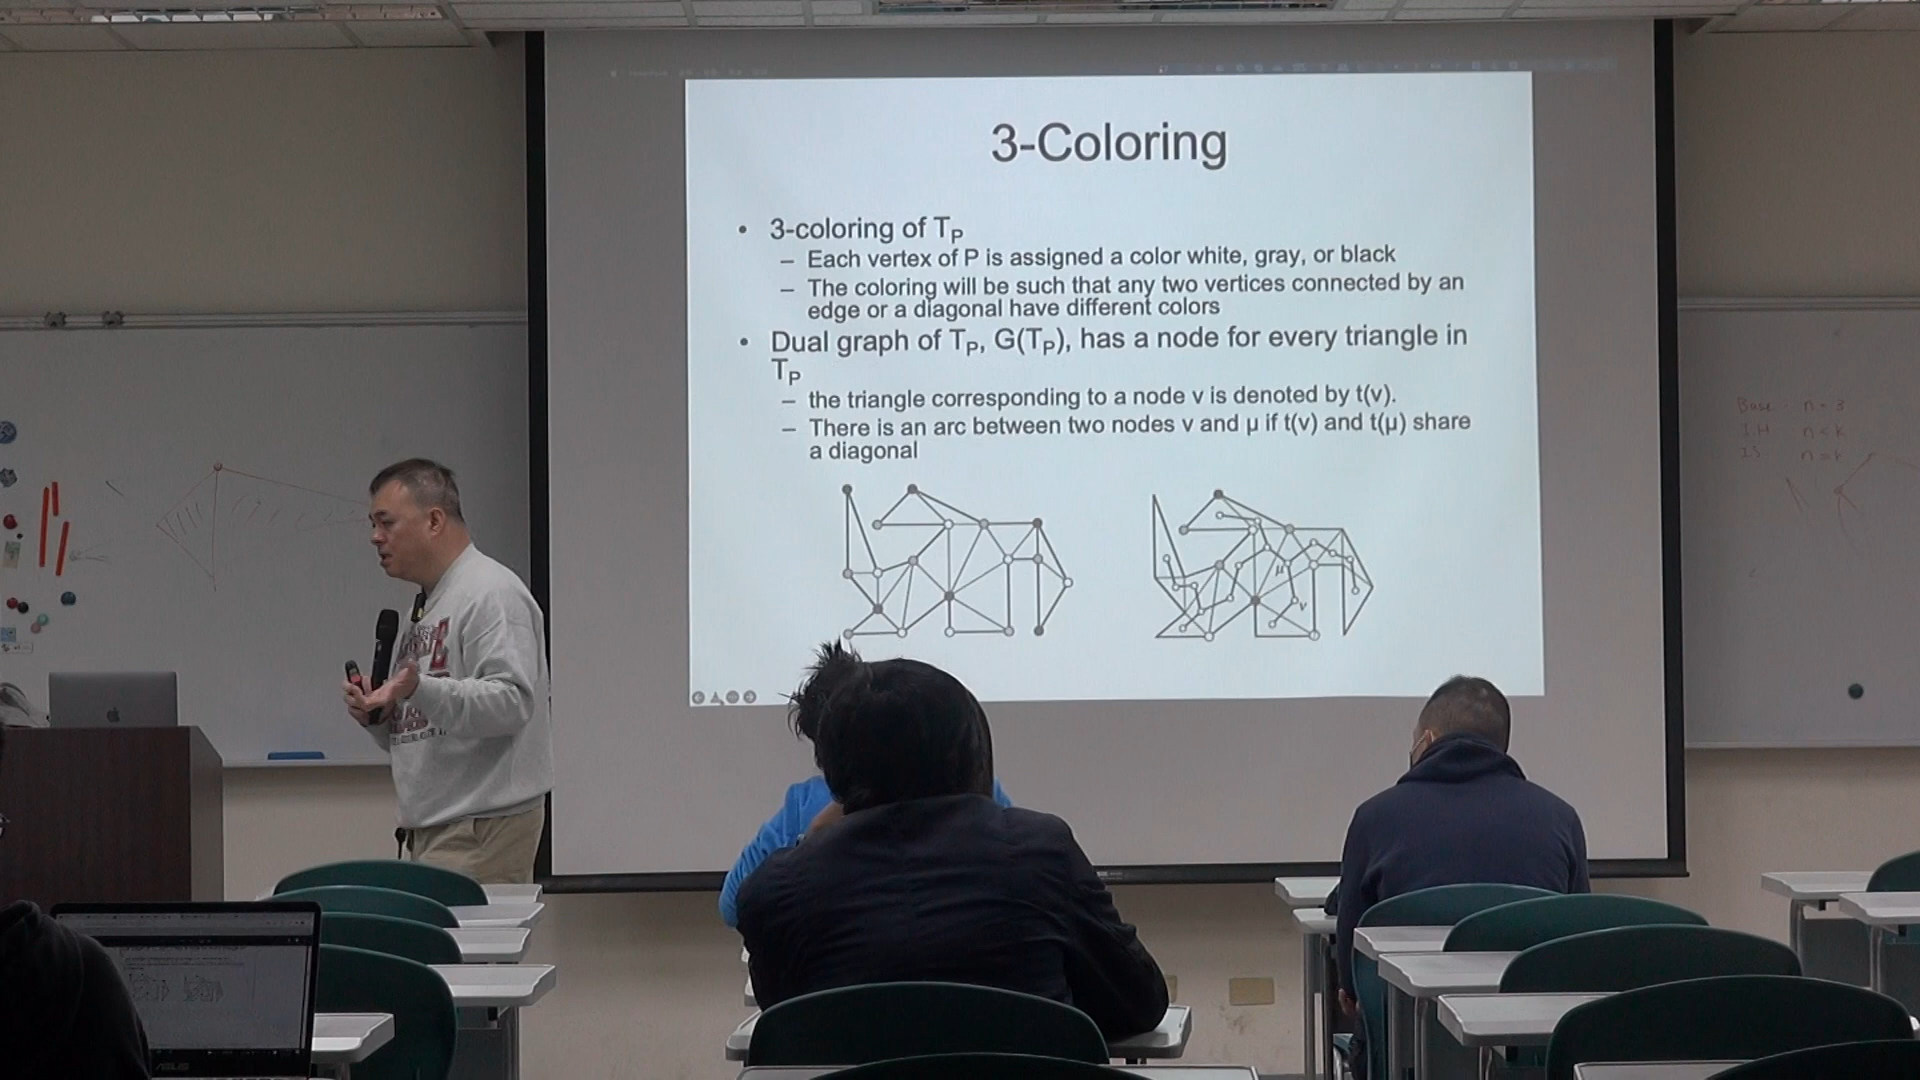 3-Coloring
• 3-coloring of TP
– Each vertex of P is assigned a color white, gray, or black
– The coloring will be such that any two vertices connected by an
edge or a diagonal have different colors
• Dual graph of TP, G(TP), has a node for every triangle in
TP
– the triangle corresponding to a node v is denoted by t(v).
– There is an arc between two nodes v and μ if t(v) and t(μ) share
a diagonal
μ
v
Base n = 3
I.H. n < k
I.S n = k
ASUS